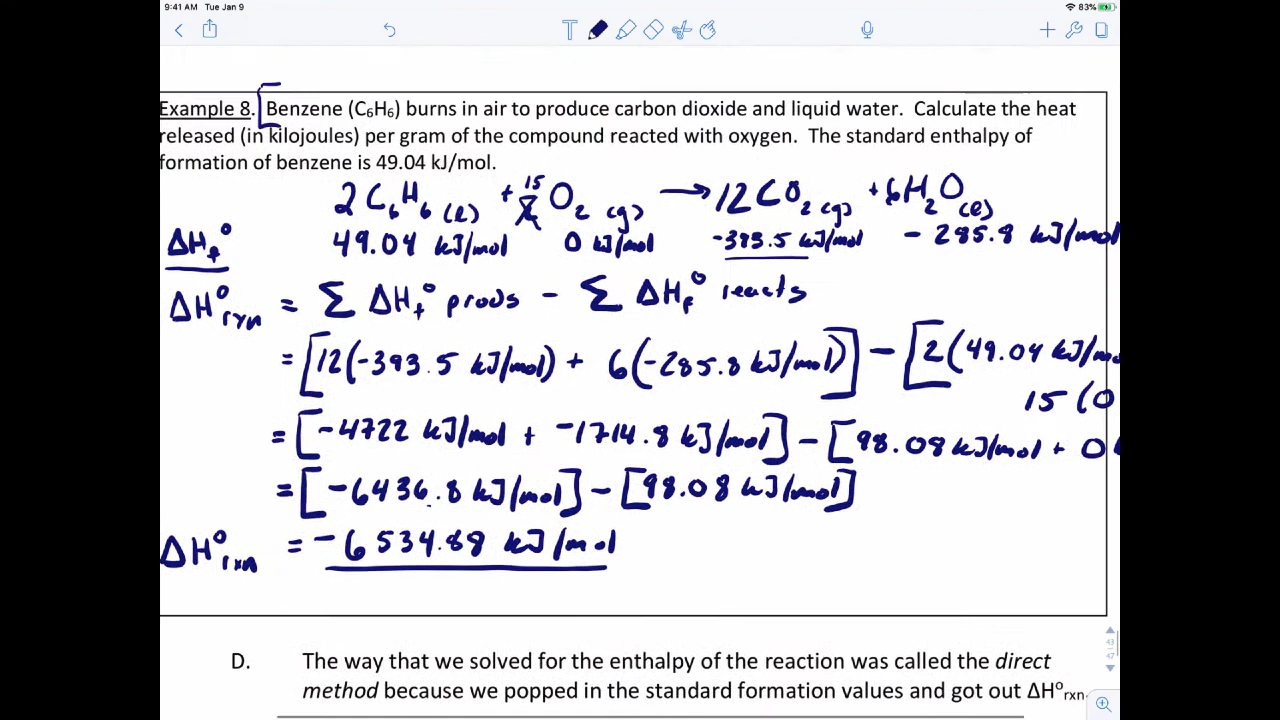 9:41 AM Tue Jan 9
83%
T
Example 8. Benzene (C₆H₆) burns in air to produce carbon dioxide and liquid water. Calculate the heat
released (in kilojoules) per gram of the compound reacted with oxygen. The standard enthalpy of
formation of benzene is 49.04 kJ/mol.
2C₆H₆(l) + 15 O₂(g) → 12CO₂(g) + 6H₂O(l)
ΔHf° 49.04 kJ/mol 0 kJ/mol -393.5 kJ/mol - 285.8 kJ/mol
ΔH°rxn = Σ ΔHf° prods - Σ ΔHf° reacts
= [12(-393.5 kJ/mol) + 6(-285.8 kJ/mol)] - [2(49.04 kJ/mo
15 (0
= [-4722 kJ/mol + -1714.8 kJ/mol] - [98.08 kJ/mol + 0
= [-6436.8 kJ/mol] - [98.08 kJ/mol]
ΔH°rxn = -6534.88 kJ/mol
D. The way that we solved for the enthalpy of the reaction was called the direct
method because we popped in the standard formation values and got out ΔH°rxn.
43
47